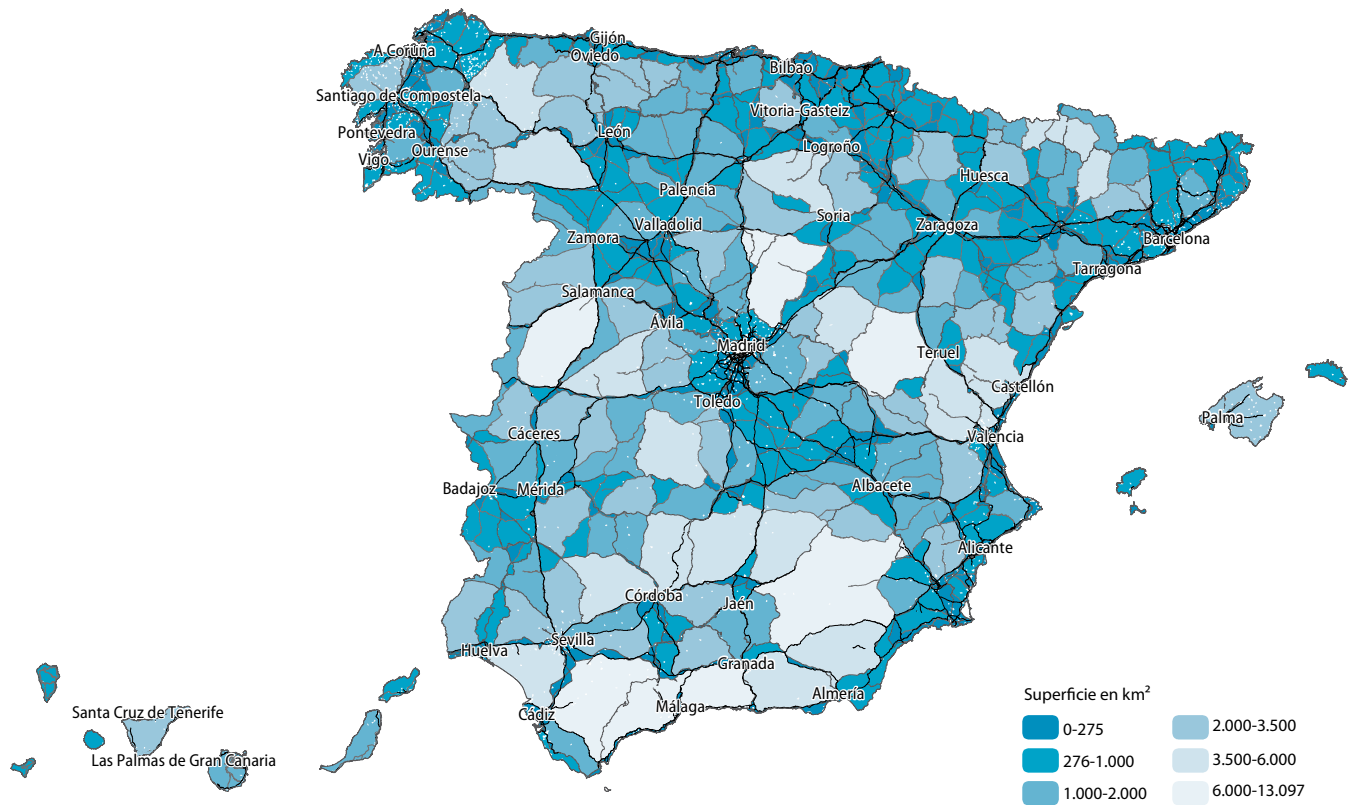 Gijón
A Coruña
Oviedo
Bilbao
Santiago de Compostela
Vitoria-Gasteiz
Pontevedra
León
Logroño
Vigo
Ourense
Huesca
Palencia
Soria
Valladolid
Zaragoza
Zamora
Barcelona
Tarragona
Salamanca
Ávila
Madrid
Teruel
Castellón
Toledo
Palma
Cáceres
Valencia
Badajoz
Mérida
Albacete
Alicante
Córdoba
Jaén
Sevilla
Huelva
Granada
Almería
Málaga
Cádiz
Santa Cruz de Tenerife
Las Palmas de Gran Canaria
Superficie en km²
0-275
276-1.000
1.000-2.000
2.000-3.500
3.500-6.000
6.000-13.097